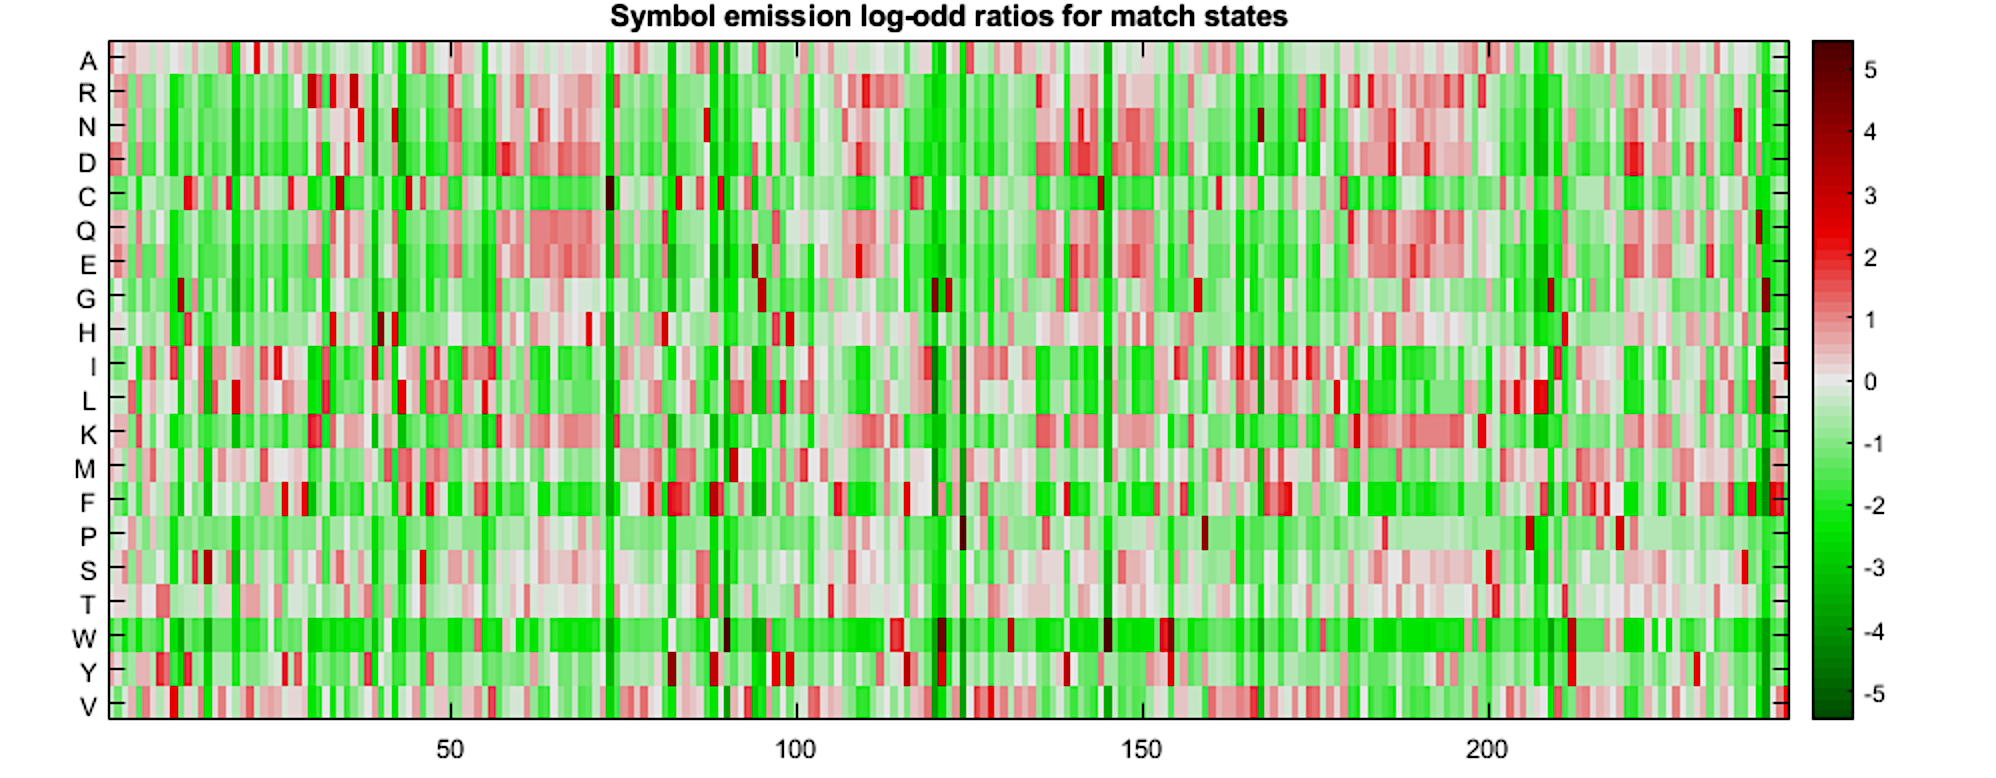 Symbol emission log-odd ratios for match states
A
R
N
D
C
Q
E
G
H
I
L
K
M
F
P
S
T
W
Y
V
50
100
150
200
5
4
3
2
1
0
-1
-2
-3
-4
-5